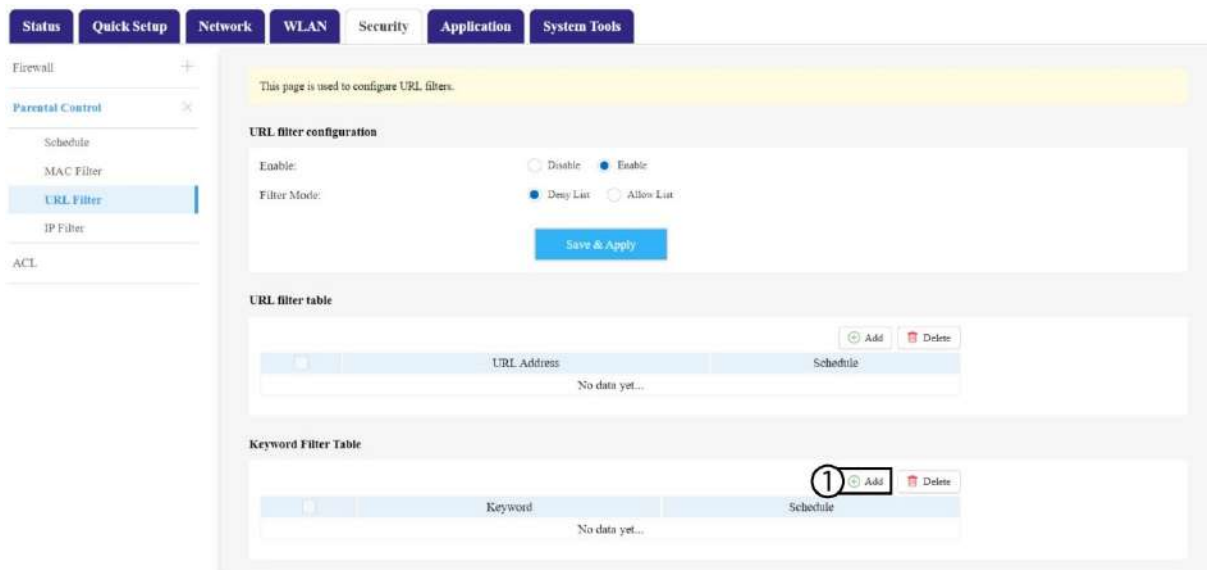 Status Quick Setup Network WLAN Security Application System Tools
Firewall
Parental Control
Schedule
MAC Filter
URL Filter
IP Filter
ACL
This page is used to configure URL filters.
URL filter configuration
Enable: Disable Enable
Filter Mode: Deny List Allow List
Save & Apply
URL filter table
Add Delete
URL Address Schedule
No data yet...
Keyword Filter Table
1 Add Delete
Keyword Schedule
No data yet...